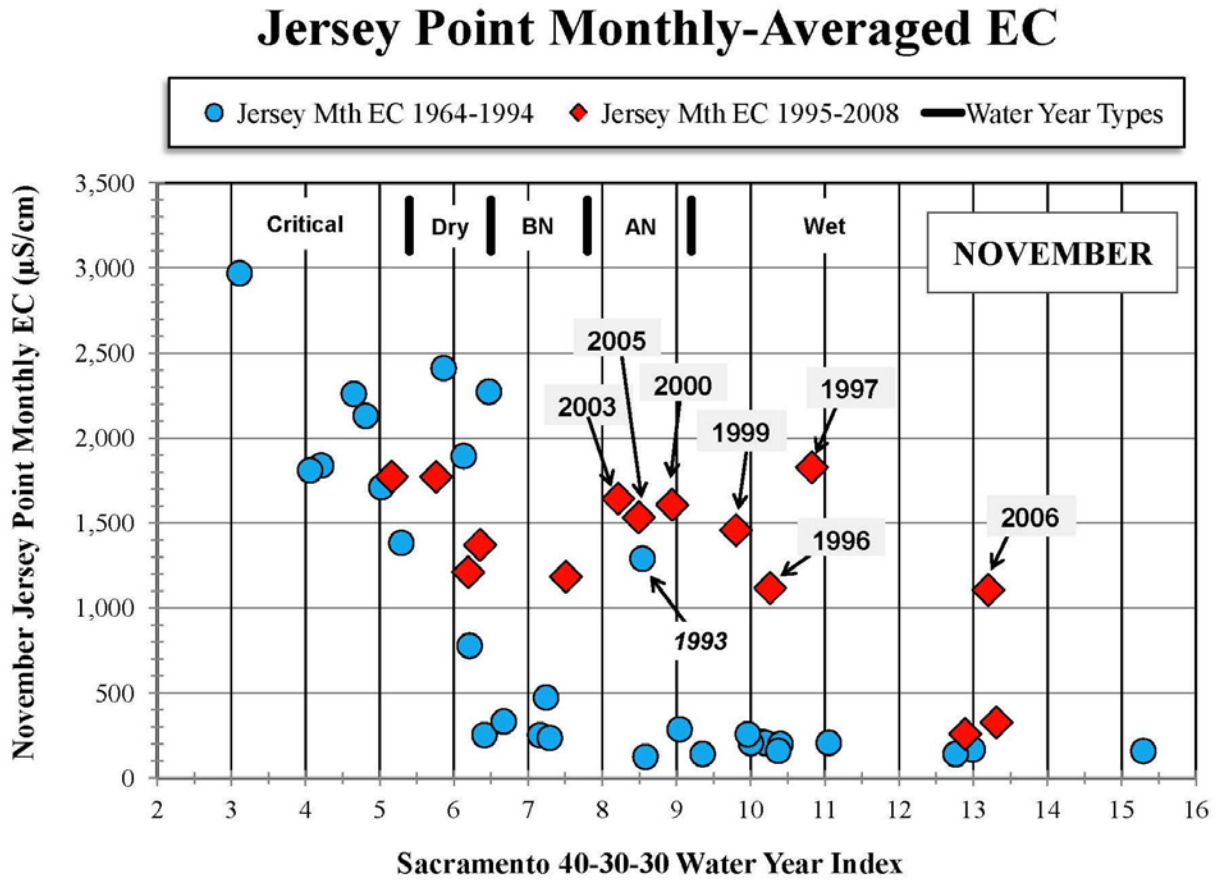 Jersey Point Monthly-Averaged EC
Jersey Mth EC 1964-1994 Jersey Mth EC 1995-2008 Water Year Types
November Jersey Point Monthly EC (µS/cm)
3,500
3,000
2,500
2,000
1,500
1,000
500
0
Critical Dry BN AN Wet
NOVEMBER
2005
2003
2000
1999
1997
1996
1993
2006
2 3 4 5 6 7 8 9 10 11 12 13 14 15 16
Sacramento 40-30-30 Water Year Index